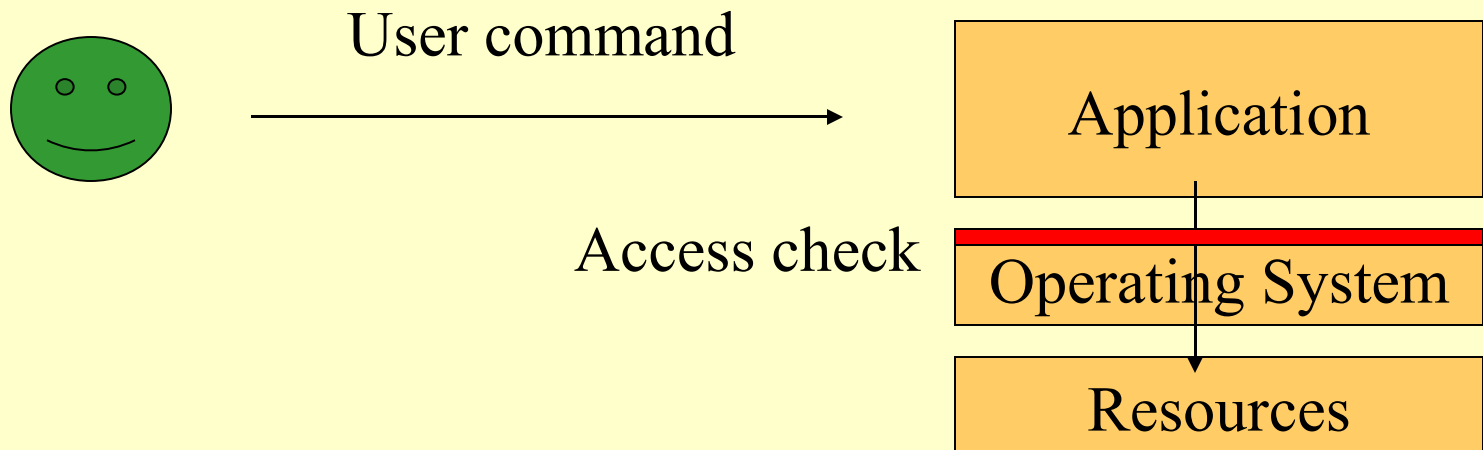 User command
Application
Access check
Operating System
Resources